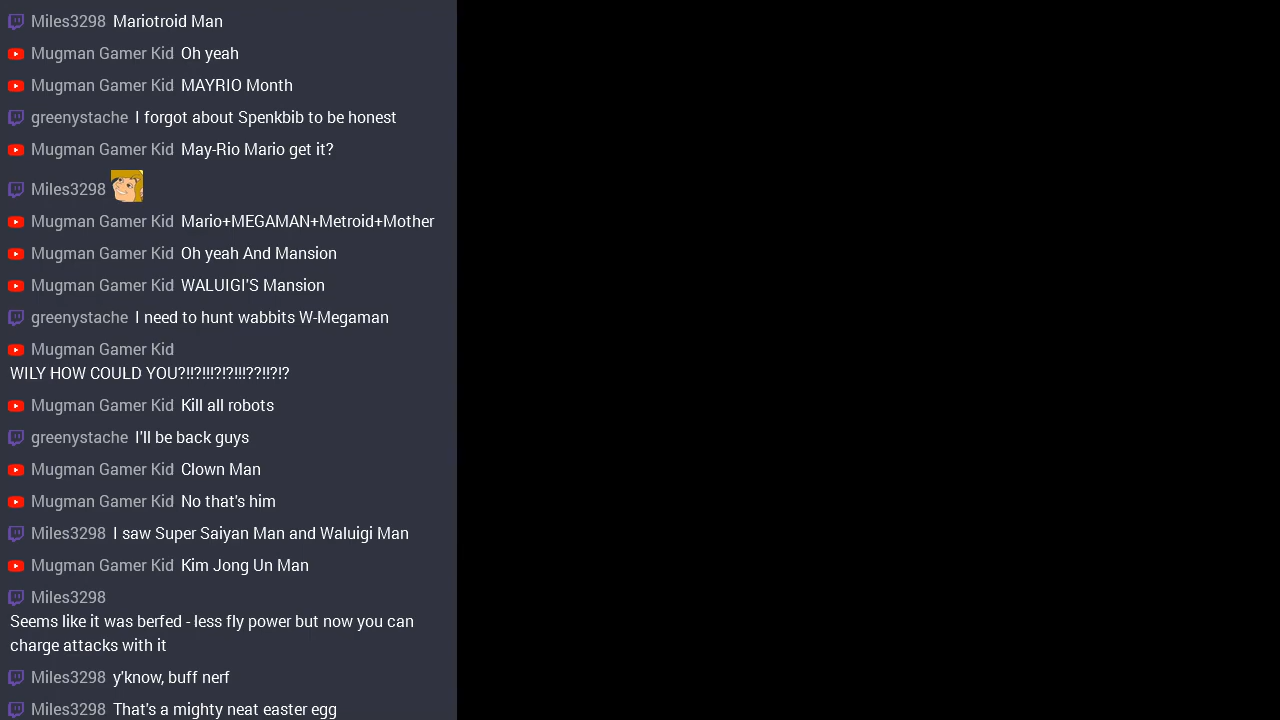 Miles3298 Mariotroid Man
Mugman Gamer Kid Oh yeah
Mugman Gamer Kid MAYRIO Month
greenystache I forgot about Spenkbib to be honest
Mugman Gamer Kid May-Rio Mario get it?
Miles3298
Mugman Gamer Kid Mario+MEGAMAN+Metroid+Mother
Mugman Gamer Kid Oh yeah And Mansion
Mugman Gamer Kid WALUIGI'S Mansion
greenystache I need to hunt wabbits W-Megaman
Mugman Gamer Kid
WILY HOW COULD YOU?!!?!!!?!?!!!??!!?!?
Mugman Gamer Kid Kill all robots
greenystache I'll be back guys
Mugman Gamer Kid Clown Man
Mugman Gamer Kid No that's him
Miles3298 I saw Super Saiyan Man and Waluigi Man
Mugman Gamer Kid Kim Jong Un Man
Miles3298
Seems like it was berfed - less fly power but now you can
charge attacks with it
Miles3298 y'know, buff nerf
Miles3298 That's a mighty neat easter egg